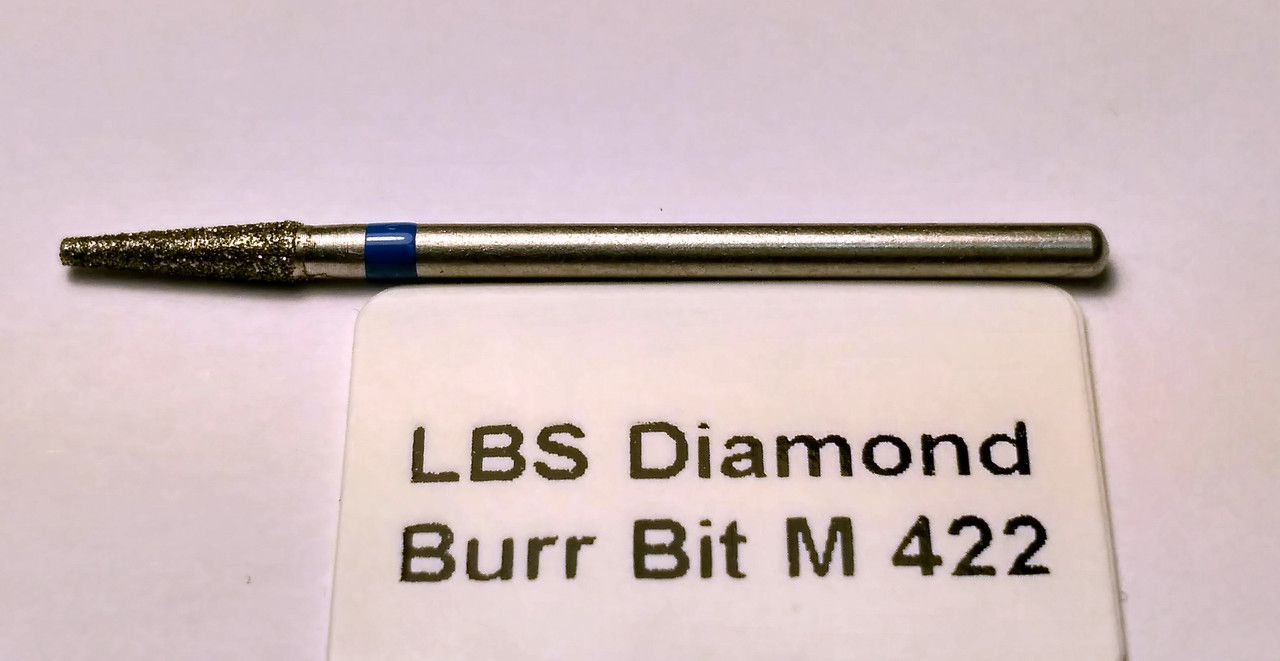 LBS Diamond
Burr Bit M 422